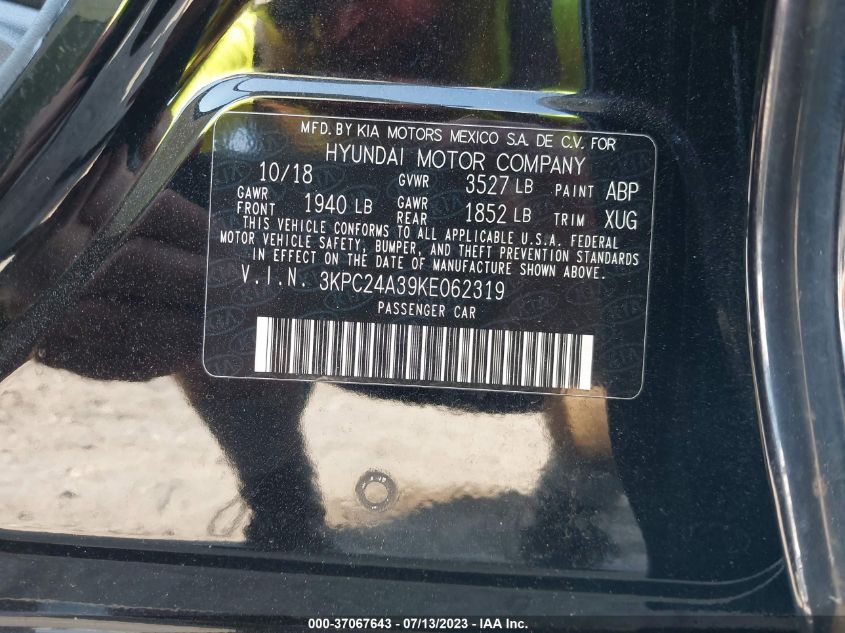 MFD. BY KIA MOTORS MEXICO S.A. DE C.V. FOR
HYUNDAI MOTOR COMPANY
10/18 GVWR 3527 LB PAINT ABP
GAWR FRONT 1940 LB GAWR REAR 1852 LB TRIM XUG
THIS VEHICLE CONFORMS TO ALL APPLICABLE U.S.A. FEDERAL
MOTOR VEHICLE SAFETY, BUMPER, AND THEFT PREVENTION STANDARDS
IN EFFECT ON THE DATE OF MANUFACTURE SHOWN ABOVE.
V.I.N. 3KPC24A39KE062319
PASSENGER CAR
000-37067643 - 07/13/2023 - IAA Inc.